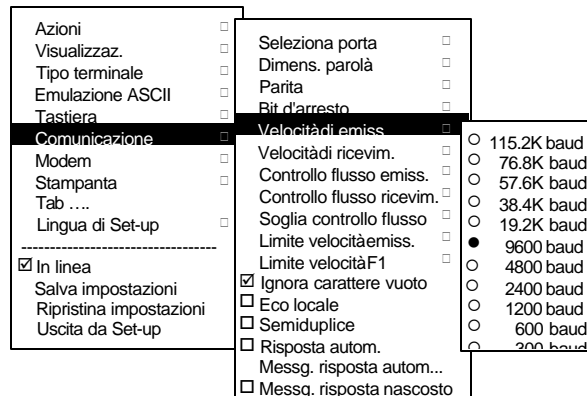 Azioni
Visualizzaz.
Tipo terminale
Emulazione ASCII
Tastiera
Comunicazione
Modem
Stampanta
Tab ….
Lingua di Set-up
---------------------------------
In linea
Salva impostazioni
Ripristina impostazioni
Uscita da Set-up
Seleziona porta
Dimens. parolà
Parita
Bit d'arresto
Velocitàdi emiss.
Velocitàdi ricevim.
Controllo flusso emiss.
Controllo flusso ricevim.
Soglia controllo flusso
Limite velocitàemiss.
Limite velocitàF1
Ignora carattere vuoto
Eco locale
Semiduplice
Risposta autom.
Messg. risposta autom...
Messg. risposta nascosto
115.2K baud
76.8K baud
57.6K baud
38.4K baud
19.2K baud
9600 baud
4800 baud
2400 baud
1200 baud
600 baud
300 baud